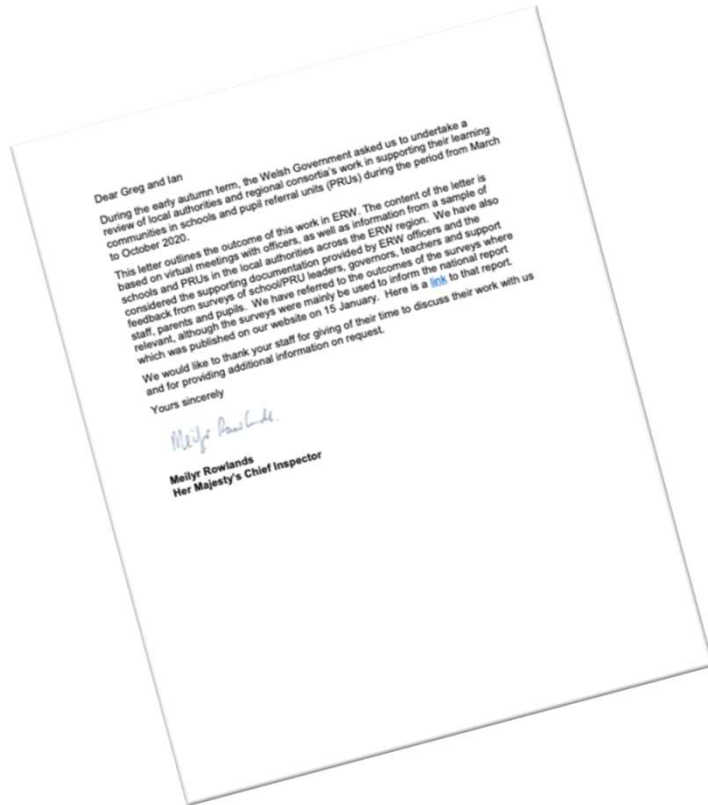 Dear Greg and Ian
During the early autumn term, the Welsh Government asked us to undertake a
review of local authorities and regional consortia's work in supporting their learning
communities in schools and pupil referral units (PRUs) during the period from March
to October 2020.
This letter outlines the outcome of this work in ERW. The content of the letter is
based on virtual meetings with officers, as well as information from a sample of
schools and PRUs in the local authorities across the ERW region. We have also
considered the supporting documentation provided by ERW officers and the
feedback from surveys of school/PRU leaders, governors, teachers and support
staff, parents and pupils. We have referred to the outcomes of the surveys where
relevant, although the surveys were mainly be used to inform the national report
which was published on our website on 15 January. Here is a link to that report.
We would like to thank your staff for giving of their time to discuss their work with us
and for providing additional information on request.
Yours sincerely
Meilyr Rowlands
Meilyr Rowlands
Her Majesty's Chief Inspector